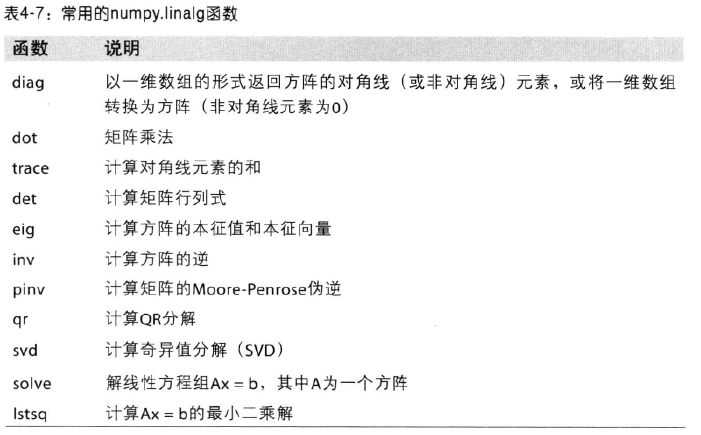 表4-7：常用的numpy.linalg函数
函数 说明
diag 以一维数组的形式返回方阵的对角线（或非对角线）元素，或将一维数组
转换为方阵（非对角线元素为0）
dot 矩阵乘法
trace 计算对角线元素的和
det 计算矩阵行列式
eig 计算方阵的本征值和本征向量
inv 计算方阵的逆
pinv 计算矩阵的Moore-Penrose伪逆
qr 计算QR分解
svd 计算奇异值分解（SVD）
solve 解线性方程组Ax = b，其中A为一个方阵
lstsq 计算Ax = b的最小二乘解